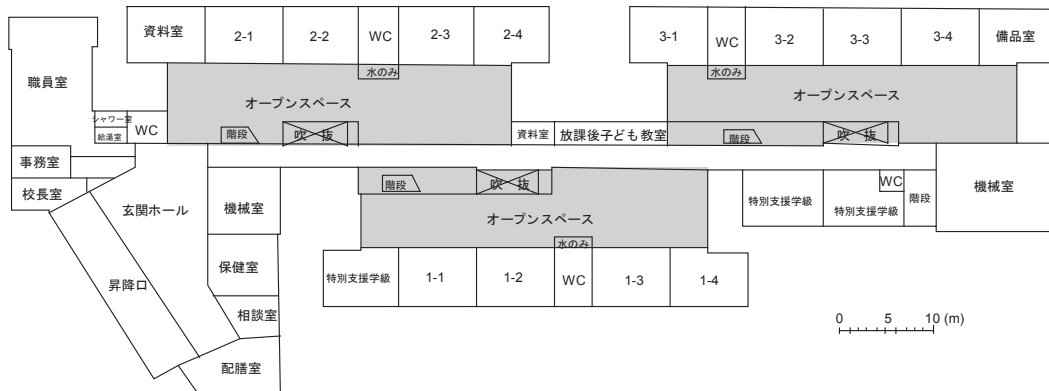 資料室
2-1
2-2
WC
2-3
2-4
3-1
WC
3-2
3-3
3-4
備品室
職員室
水のみ
水のみ
オープンスペース
オープンスペース
シャワー室
給湯室
WC
階段
吹 抜
資料室
放課後子ども教室
階段
吹 抜
事務室
校長室
玄関ホール
機械室
階段
吹 抜
特別支援学級
WC
特別支援学級
階段
機械室
オープンスペース
水のみ
保健室
特別支援学級
1-1
1-2
WC
1-3
1-4
昇降口
相談室
配膳室
0 5 10 (m)